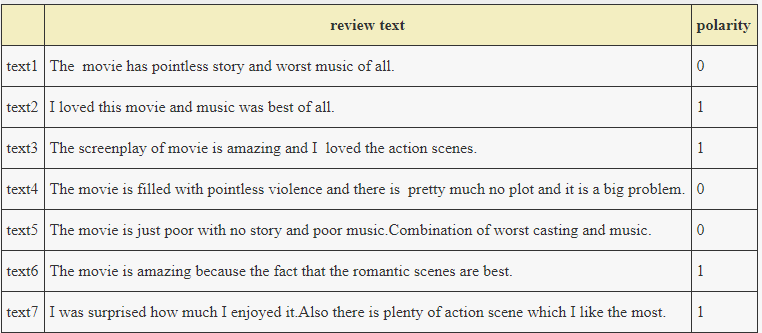 review text polarity
text1 The  movie has pointless story and worst music of all. 0
text2 I loved this movie and music was best of all. 1
text3 The screenplay of movie is amazing and I  loved the action scenes. 1
text4 The movie is filled with pointless violence and there is  pretty much no plot and it is a big problem. 0
text5 The movie is just poor with no story and poor music.Combination of worst casting and music. 0
text6 The movie is amazing because the fact that the romantic scenes are best. 1
text7 I was surprised how much I enjoyed it.Also there is plenty of action scene which I like the most. 1